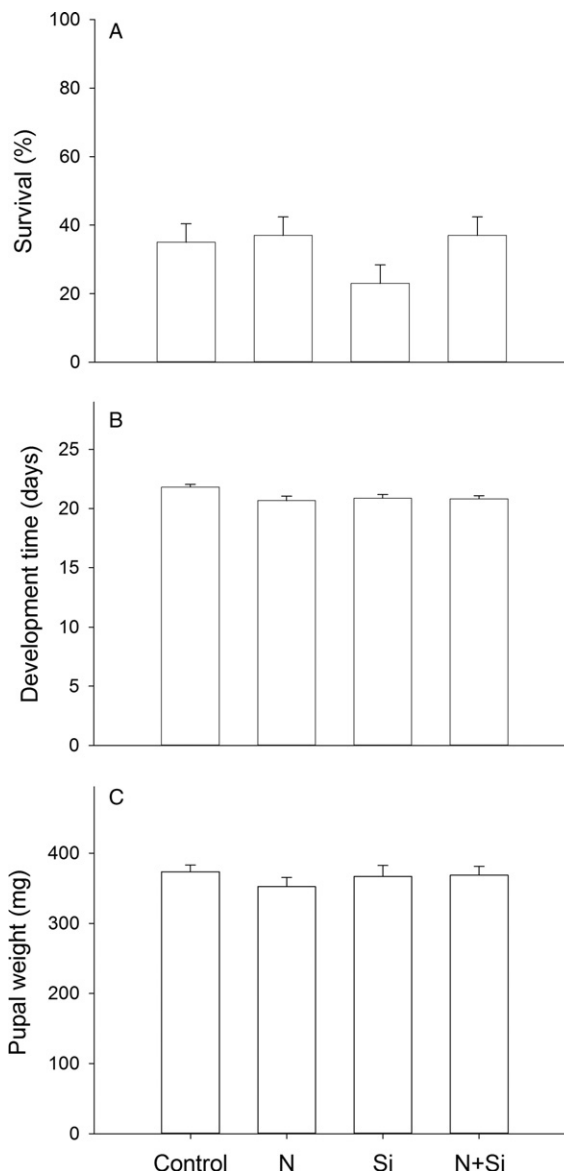 A
Survival (%)
100
80
60
40
20
0
B
Development time (days)
25
20
15
10
5
0
C
Pupal weight (mg)
400
300
200
100
0
Control N Si N+Si